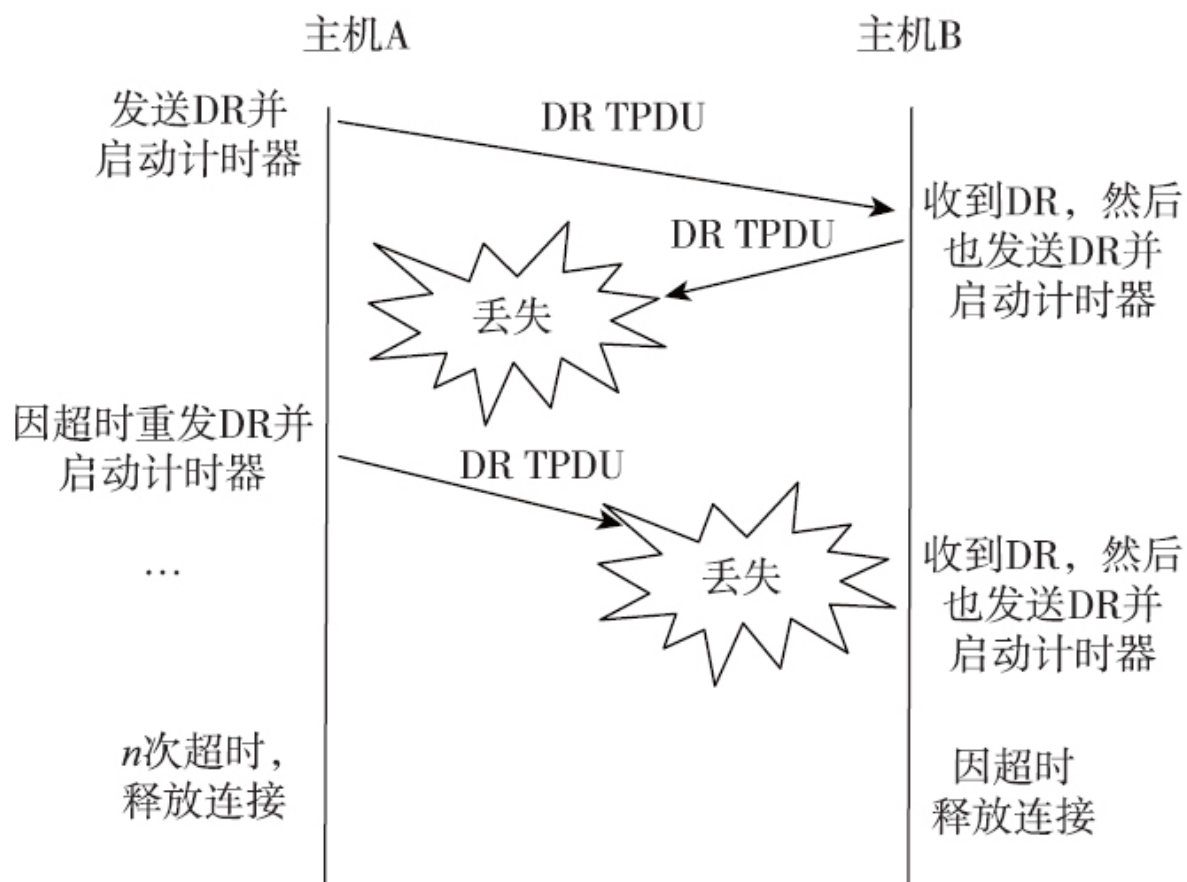 主机A
主机B
发送DR并
启动计时器
DR TPDU
收到DR，然后
也发送DR并
启动计时器
DR TPDU
丢失
因超时重发DR并
启动计时器
DR TPDU
丢失
…
收到DR，然后
也发送DR并
启动计时器
n次超时，
释放连接
因超时
释放连接